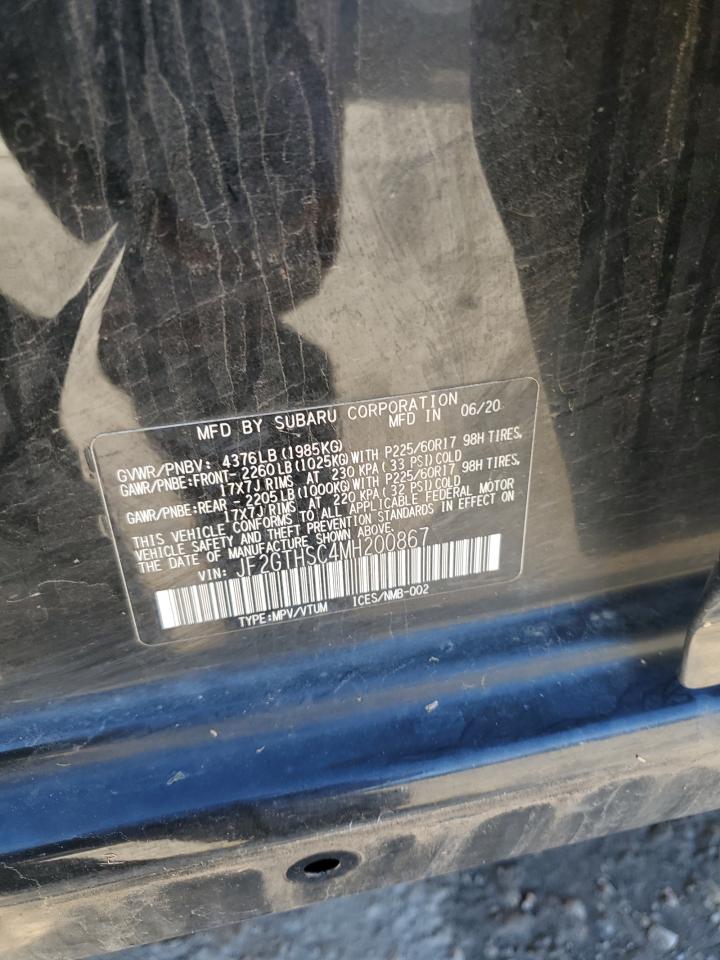 MFD BY SUBARU CORPORATION
MFD IN 06/20
GVWR/PNBV: 4376LB(1985KG)
GAWR/PNBE:FRONT-2260LB(1025KG)WITH P225/60R17 98H TIRES,
17X7J RIMS AT 230 KPA(33 PSI)COLD
GAWR/PNBE:REAR -2205LB(1000KG)WITH P225/60R17 98H TIRES,
17X7J RIMS AT 220 KPA(32 PSI)COLD
THIS VEHICLE CONFORMS TO ALL APPLICABLE FEDERAL MOTOR
VEHICLE SAFETY AND THEFT PREVENTION STANDARDS IN EFFECT ON
THE DATE OF MANUFACTURE SHOWN ABOVE.
VIN: JF2GTHSC4MH200867
TYPE:MPV/VTUM ICES/NMB-002